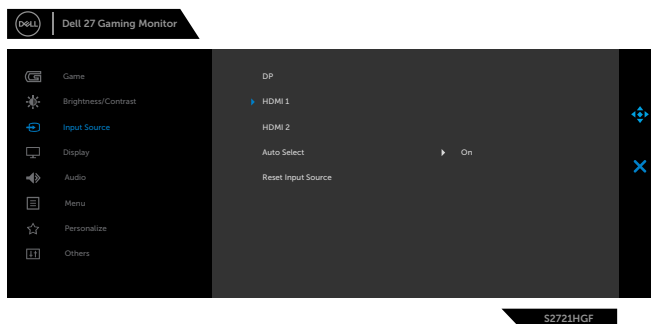 DELL
Dell 27 Gaming Monitor
Game
Brightness/Contrast
Input Source
Display
Audio
Menu
Personalize
Others
DP
HDMI 1
HDMI 2
Auto Select
On
Reset Input Source
S2721HGF